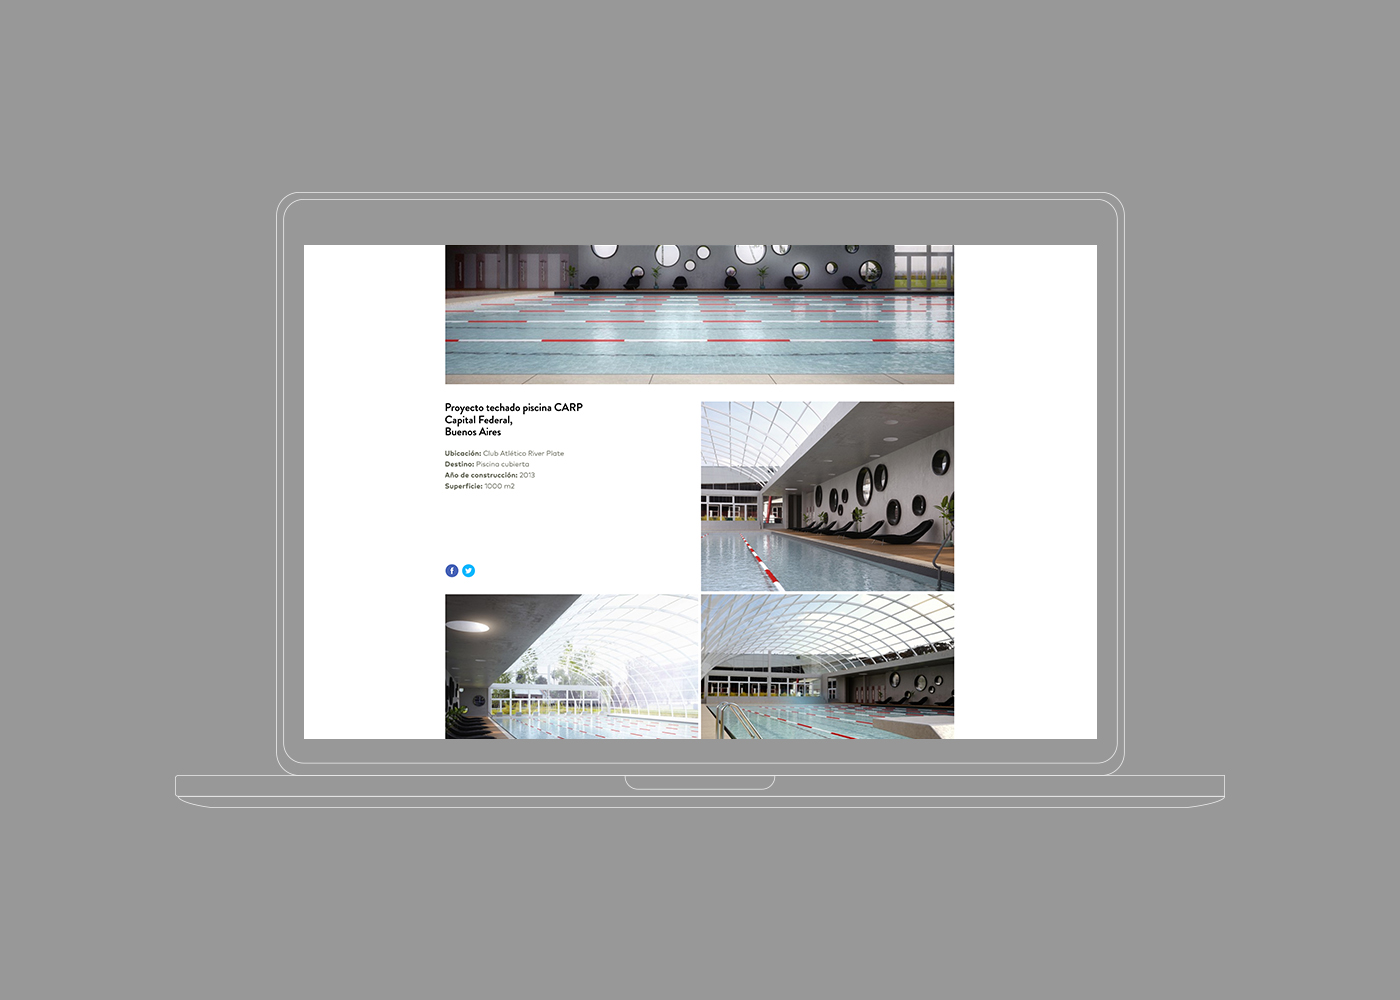 Proyecto techado piscina CARP
Capital Federal,
Buenos Aires
Ubicación: Club Atlético River Plate
Destino: Piscina cubierta
Año de construcción: 2013
Superficie: 1000 m2